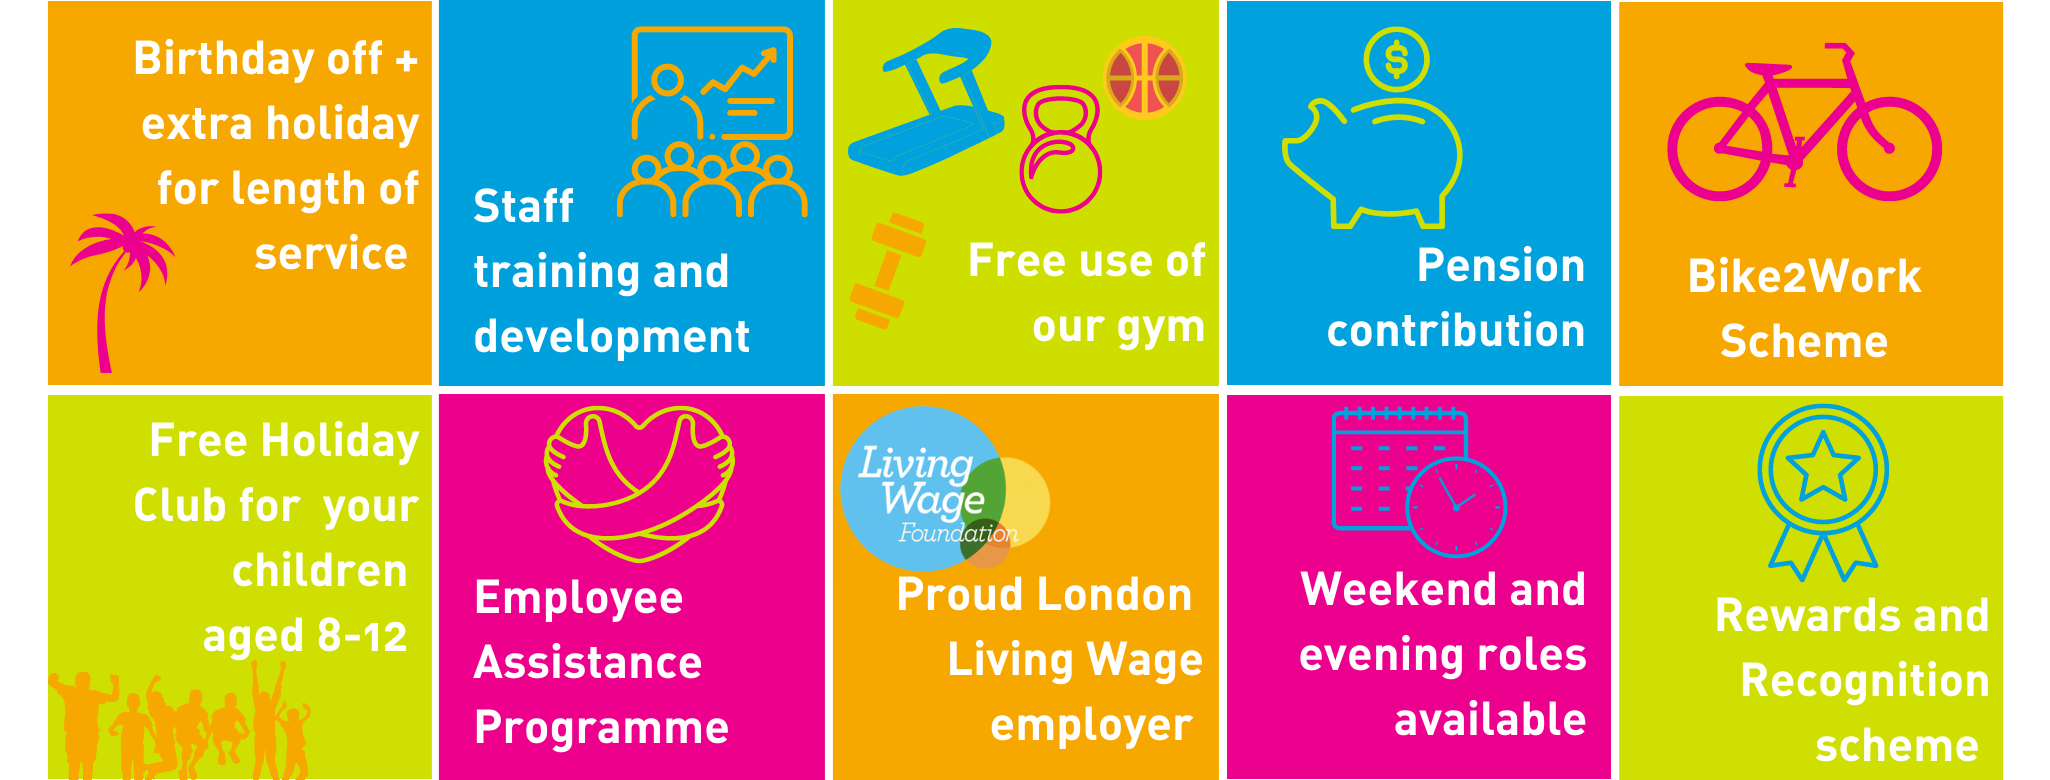 Birthday off +
extra holiday
for length of
service
Staff
training and
development
Free use of
our gym
$
Pension
contribution
Bike2Work
Scheme
Free Holiday
Club for  your
children
aged 8-12
Employee
Assistance
Programme
Living
Wage
Foundation
Proud London
Living Wage
employer
Weekend and
evening roles
available
Rewards and
Recognition
scheme